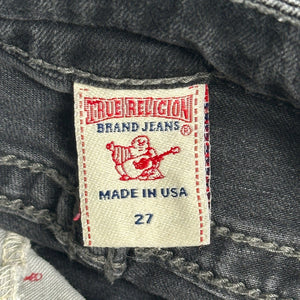 TRUE RELIGION
BRAND JEANS®
MADE IN USA
27